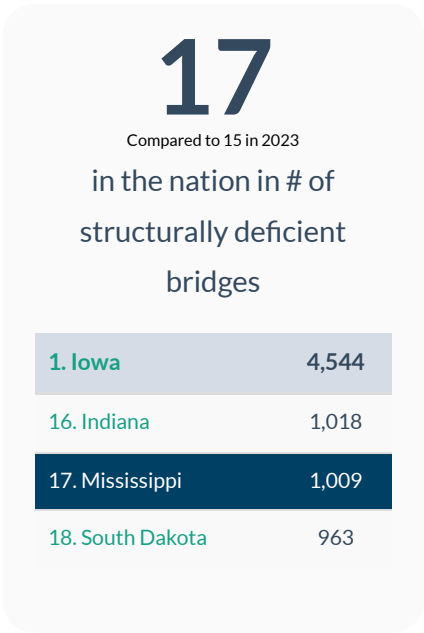 17
Compared to 15 in 2023
in the nation in # of
structurally deficient
bridges
1. Iowa 4,544
16. Indiana 1,018
17. Mississippi 1,009
18. South Dakota 963